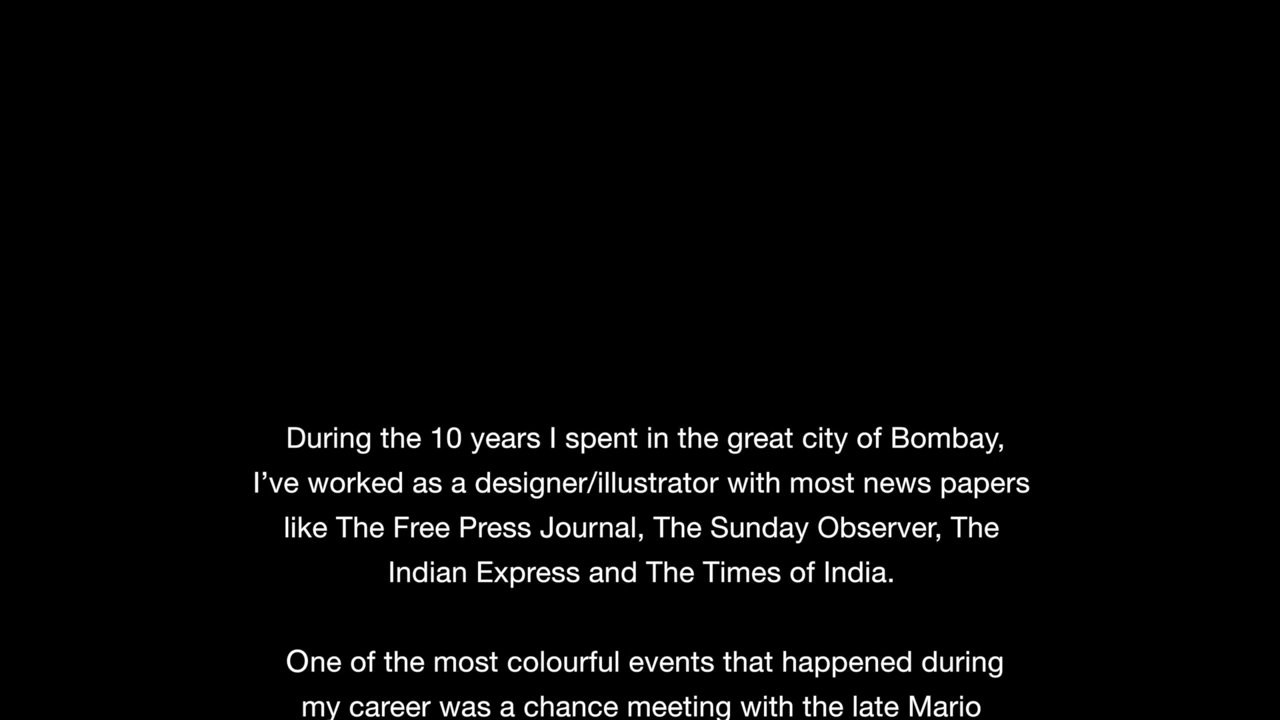 During the 10 years I spent in the great city of Bombay,
I’ve worked as a designer/illustrator with most news papers
like The Free Press Journal, The Sunday Observer, The
Indian Express and The Times of India.
One of the most colourful events that happened during
my career was a chance meeting with the late Mario